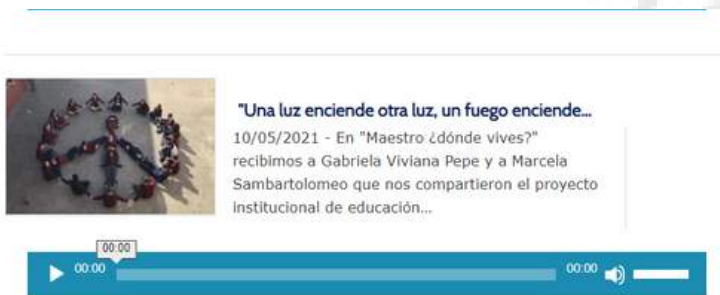 "Una luz enciende otra luz, un fuego enciende...
10/05/2021 - En "Maestro ¿dónde vives?"
recibimos a Gabriela Viviana Pepe y a Marcela
Sambartolomeo que nos compartieron el proyecto
institucional de educación...
00:00
00:00
00:00